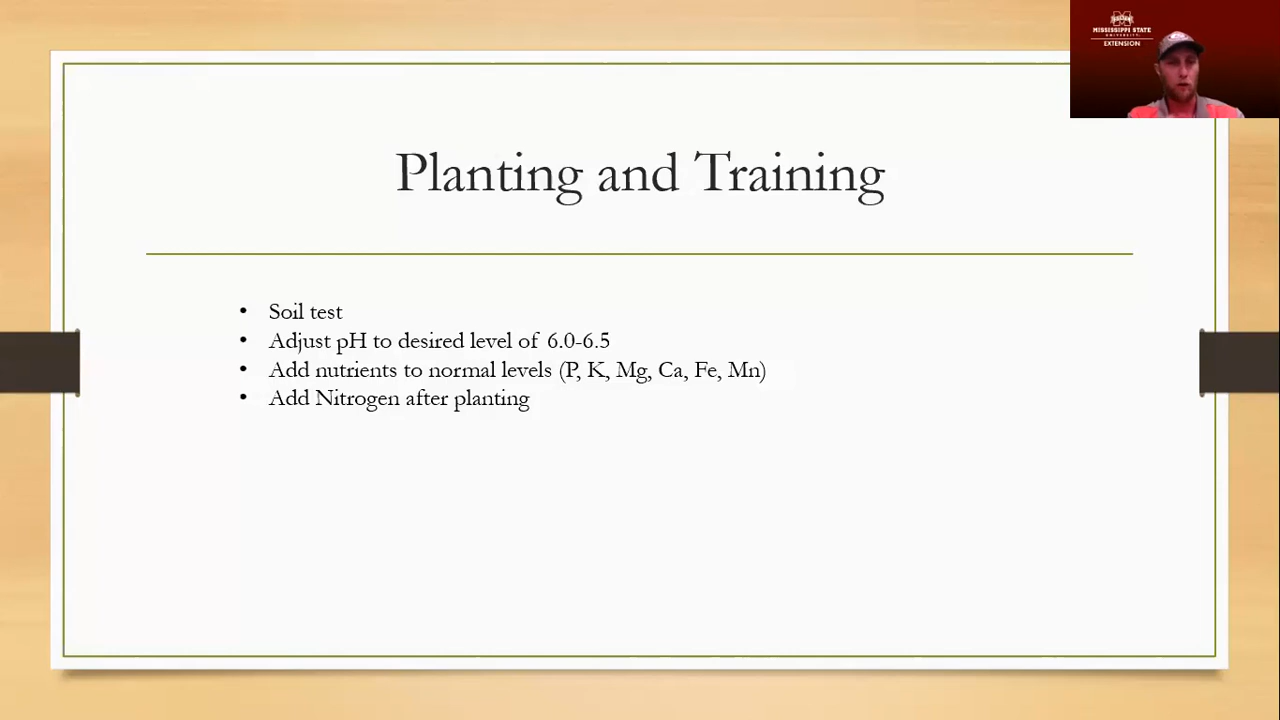 MISSISSIPPI STATE
UNIVERSITY
EXTENSION
Planting and Training
• Soil test
• Adjust pH to desired level of 6.0-6.5
• Add nutrients to normal levels (P, K, Mg, Ca, Fe, Mn)
• Add Nitrogen after planting